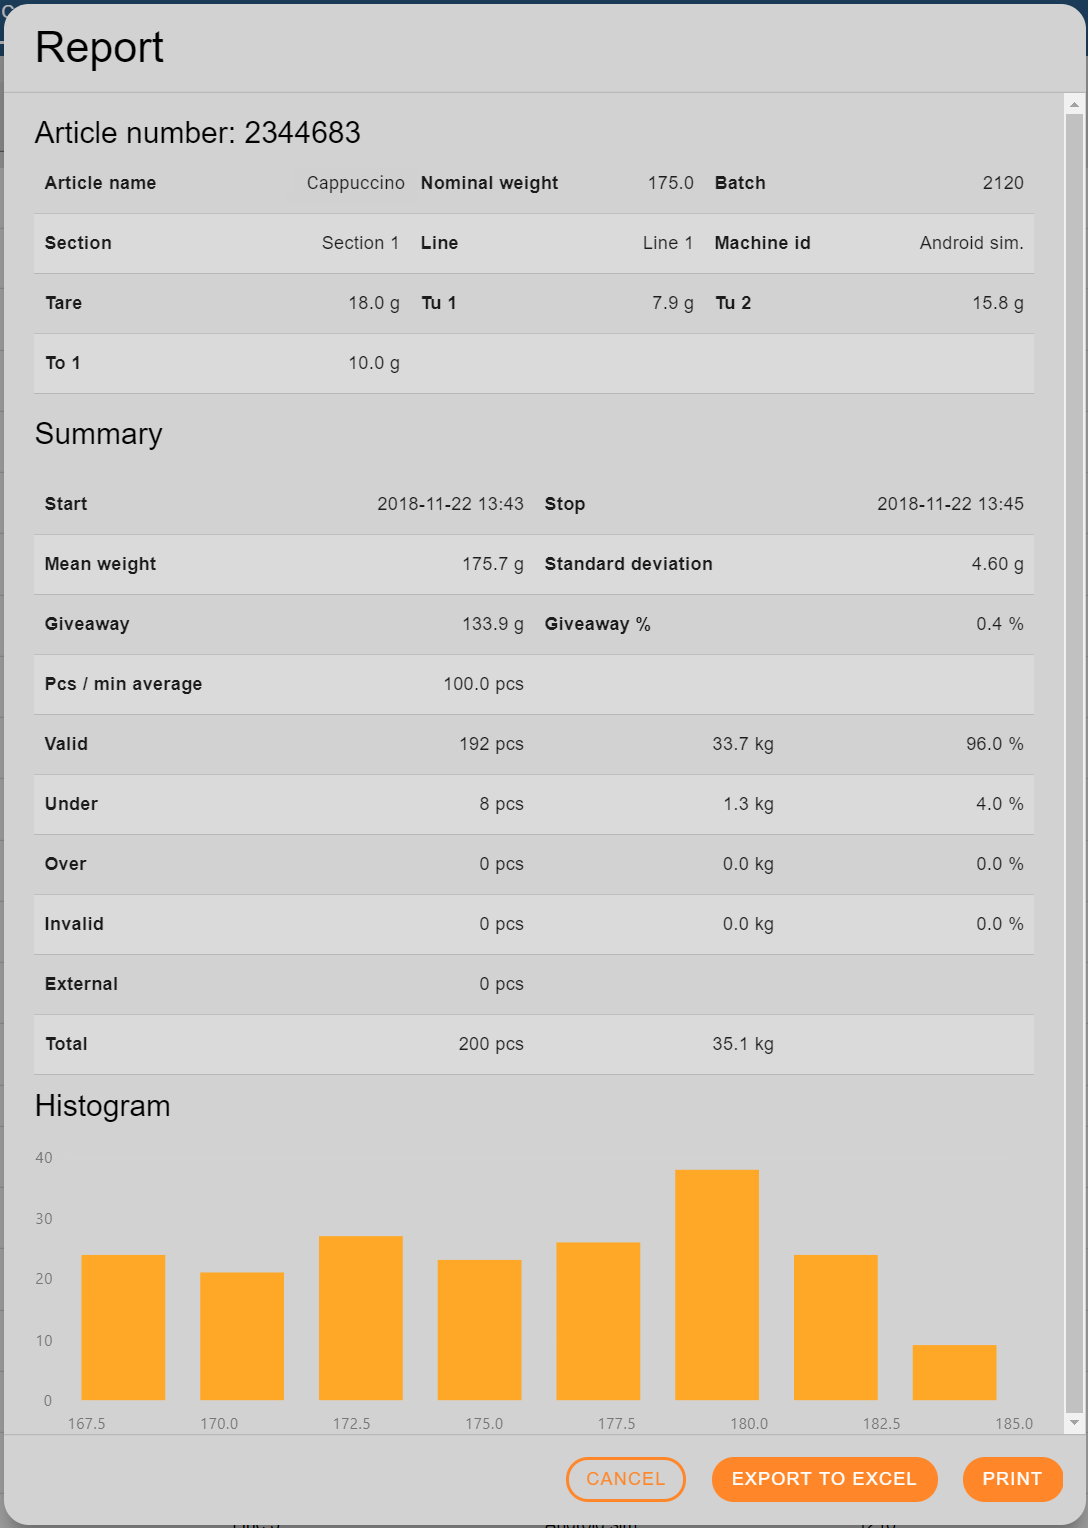 Report
Article number: 2344683
Article name Cappuccino Nominal weight 175.0 Batch 2120
Section Section 1 Line Line 1 Machine id Android sim.
Tare 18.0 g Tu 1 7.9 g Tu 2 15.8 g
To 1 10.0 g
Summary
Start 2018-11-22 13:43 Stop 2018-11-22 13:45
Mean weight 175.7 g Standard deviation 4.60 g
Giveaway 133.9 g Giveaway % 0.4 %
Pcs / min average 100.0 pcs
Valid 192 pcs 33.7 kg 96.0 %
Under 8 pcs 1.3 kg 4.0 %
Over 0 pcs 0.0 kg 0.0 %
Invalid 0 pcs 0.0 kg 0.0 %
External 0 pcs
Total 200 pcs 35.1 kg
Histogram
40
30
20
10
0
167.5 170.0 172.5 175.0 177.5 180.0 182.5 185.0
CANCEL EXPORT TO EXCEL PRINT